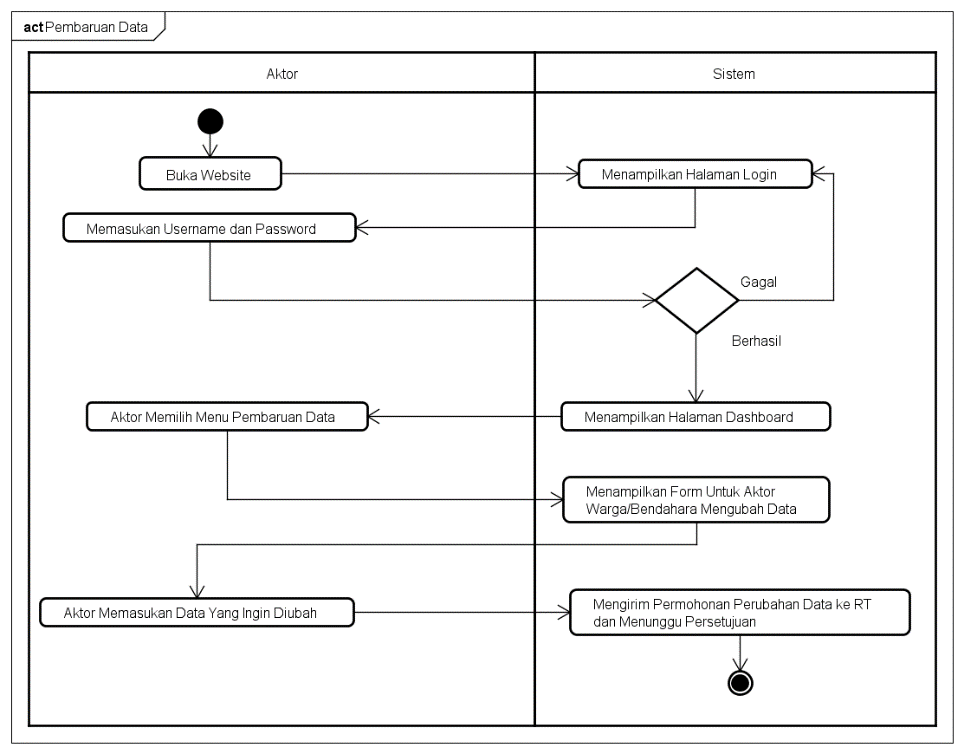 act Pembaruan Data
Aktor
Sistem
Buka Website
Menampilkan Halaman Login
Memasukan Username dan Password
Gagal
Berhasil
Aktor Memilih Menu Pembaruan Data
Menampilkan Halaman Dashboard
Menampilkan Form Untuk Aktor
Warga/Bendahara Mengubah Data
Aktor Memasukan Data Yang Ingin Diubah
Mengirim Permohonan Perubahan Data ke RT
dan Menunggu Persetujuan